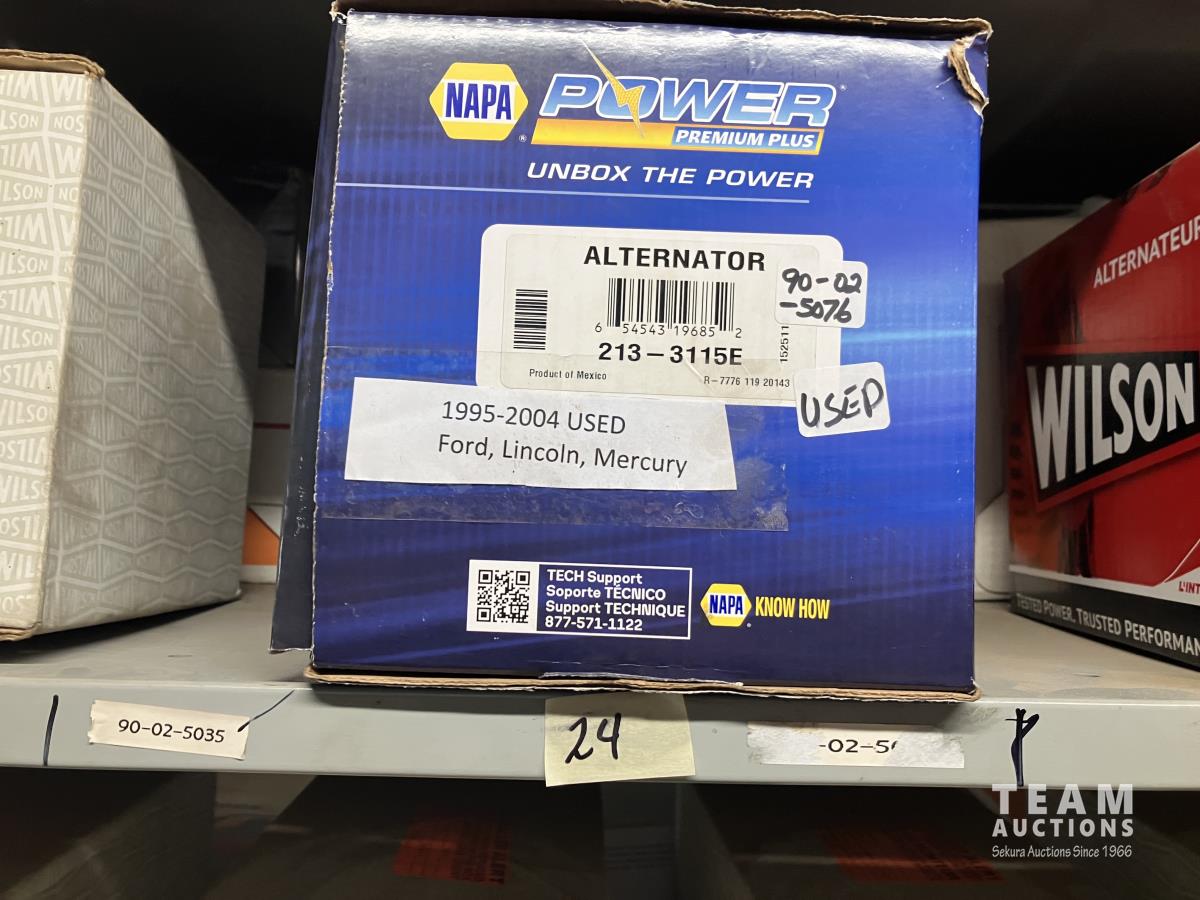 NAPA
POWER
PREMIUM PLUS
UNBOX THE POWER
ALTERNATOR
90-02
-5076
6 54543 19685 2
213-3115E
152511
Product of Mexico
R-7776 119 20143
USED
1995-2004 USED
Ford, Lincoln, Mercury
TECH Support
Soporte TÉCNICO
Support TECHNIQUE
877-571-1122
NAPA KNOW HOW
WILSON
ALTERNATEUR
WILSON
TESTED POWER. TRUSTED PERFORMAN
90-02-5035
24
-02-5
TEAM
AUCTIONS
Sekura Auctions Since 1966